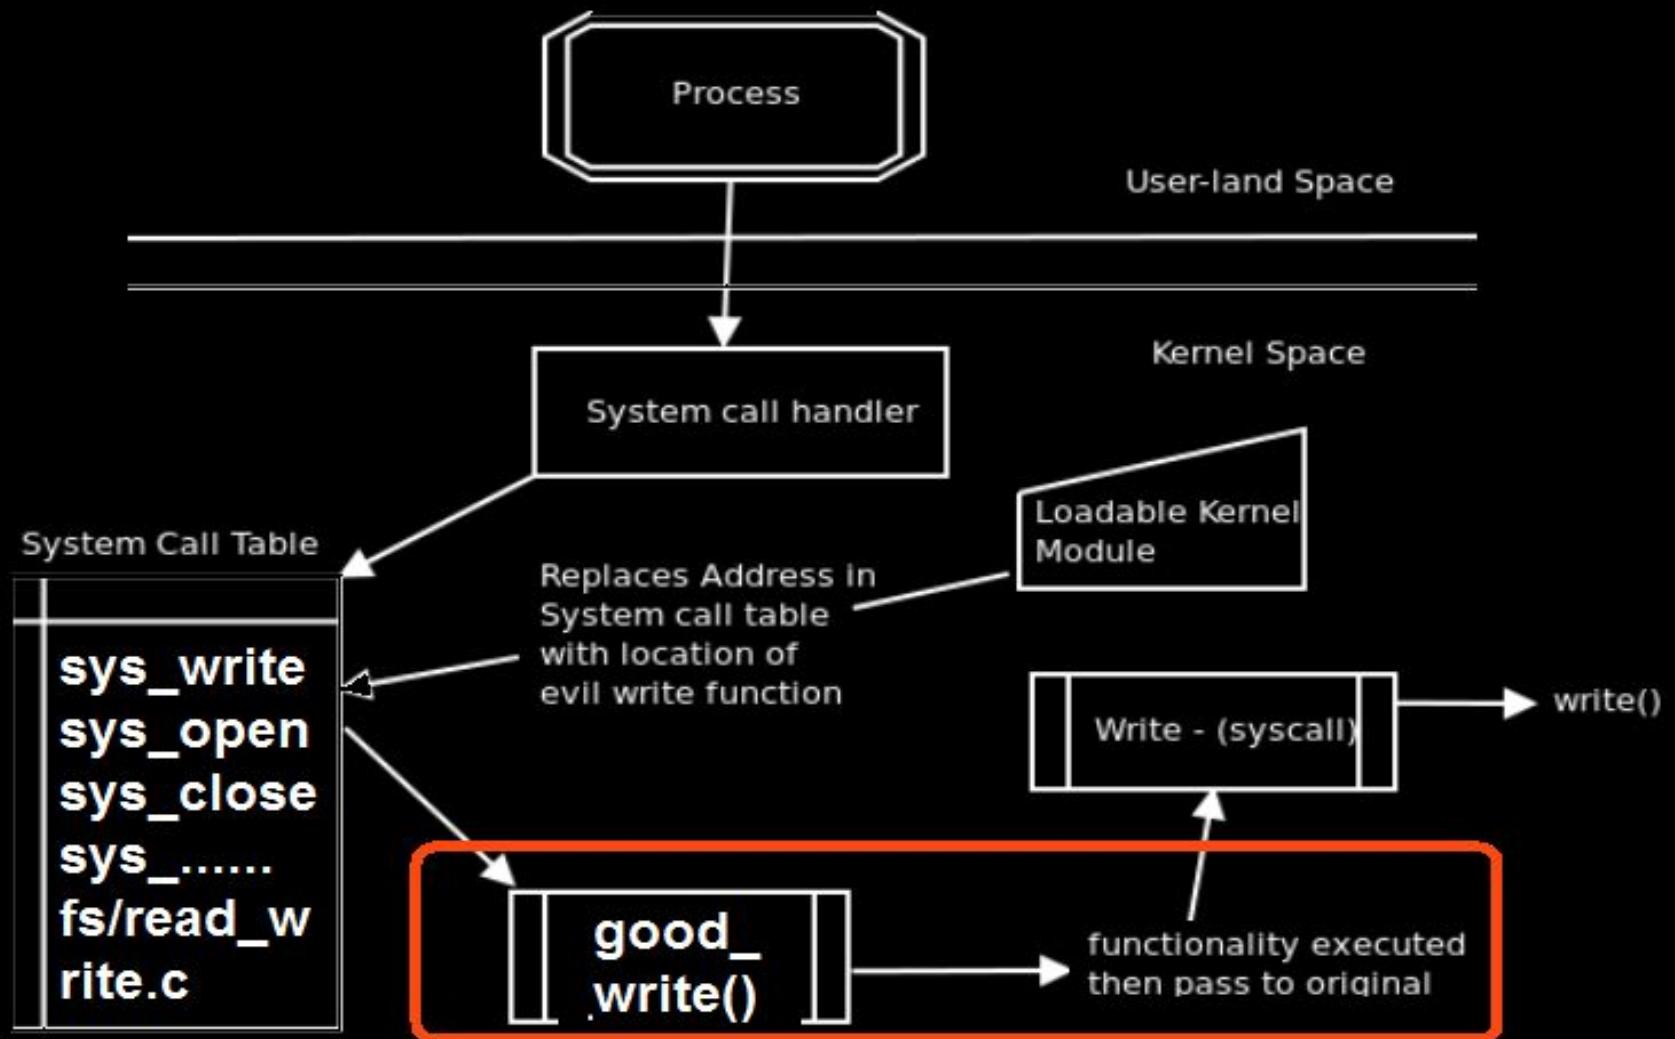 Process
User-land Space
Kernel Space
System call handler
Loadable Kernel
Module
System Call Table
Replaces Address in
System call table
with location of
evil write function
sys_write
sys_open
sys_close
sys_......
fs/read_w
rite.c
Write - (syscall)
write()
good_
write()
functionality executed
then pass to original